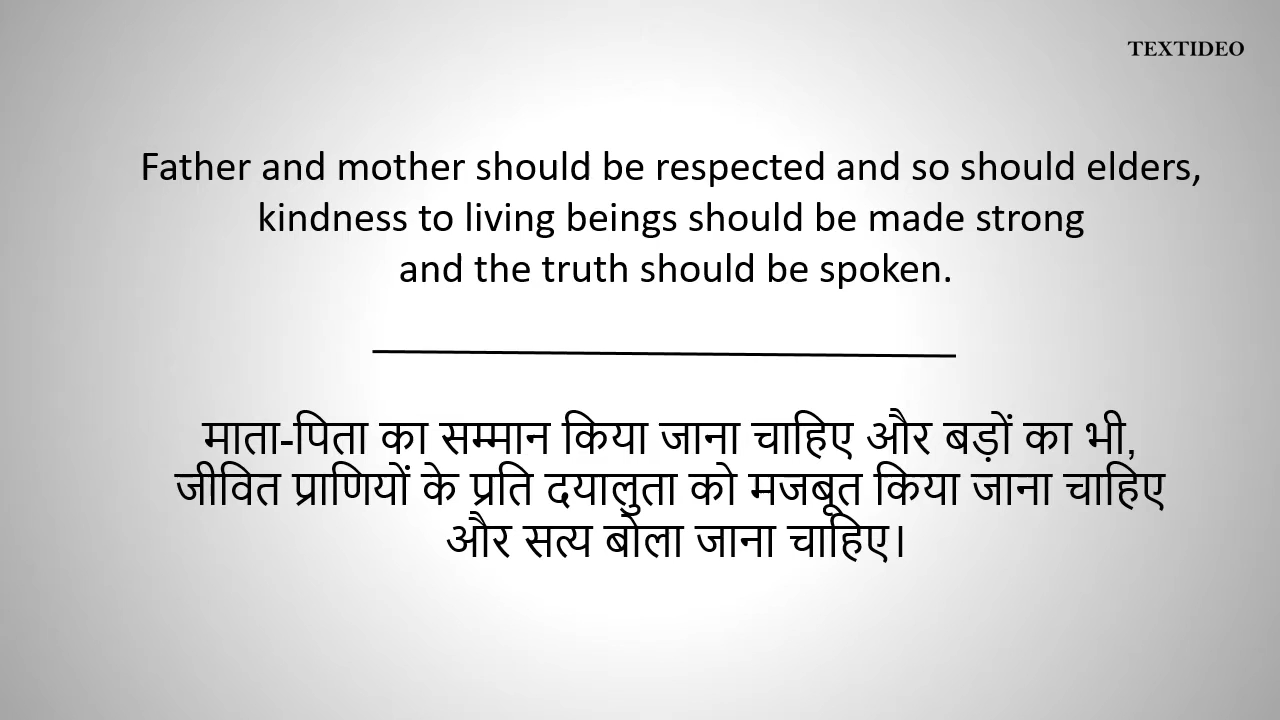 TEXTIDEO
Father and mother should be respected and so should elders,
kindness to living beings should be made strong
and the truth should be spoken.
माता-पिता का सम्मान किया जाना चाहिए और बड़ों का भी,
जीवित प्राणियों के प्रति दयालुता को मजबूत किया जाना चाहिए
और सत्य बोला जाना चाहिए।